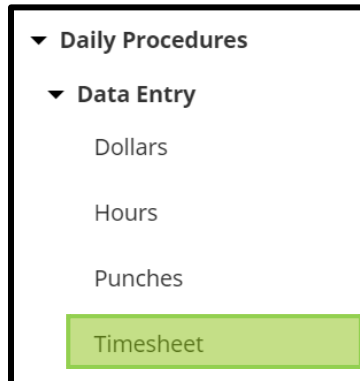 Daily Procedures
Data Entry
Dollars
Hours
Punches
Timesheet